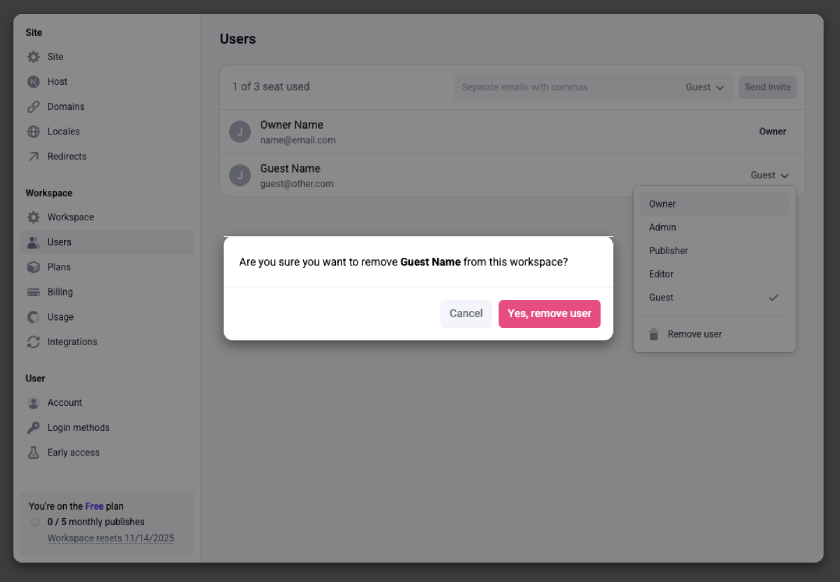 Site
Site
Host
Domains
Locales
Redirects
Workspace
Workspace
Users
Plans
Billing
Usage
Integrations
User
Account
Login methods
Early access
You're on the Free plan
0 / 5 monthly publishes
Workspace resets 11/14/2025
Users
1 of 3 seat used
Separate emails with commas
Guest
Send invite
J
Owner Name
name@email.com
Owner
J
Guest Name
guest@other.com
Guest
Owner
Admin
Publisher
Editor
Guest
Remove user
Are you sure you want to remove Guest Name from this workspace?
Cancel
Yes, remove user